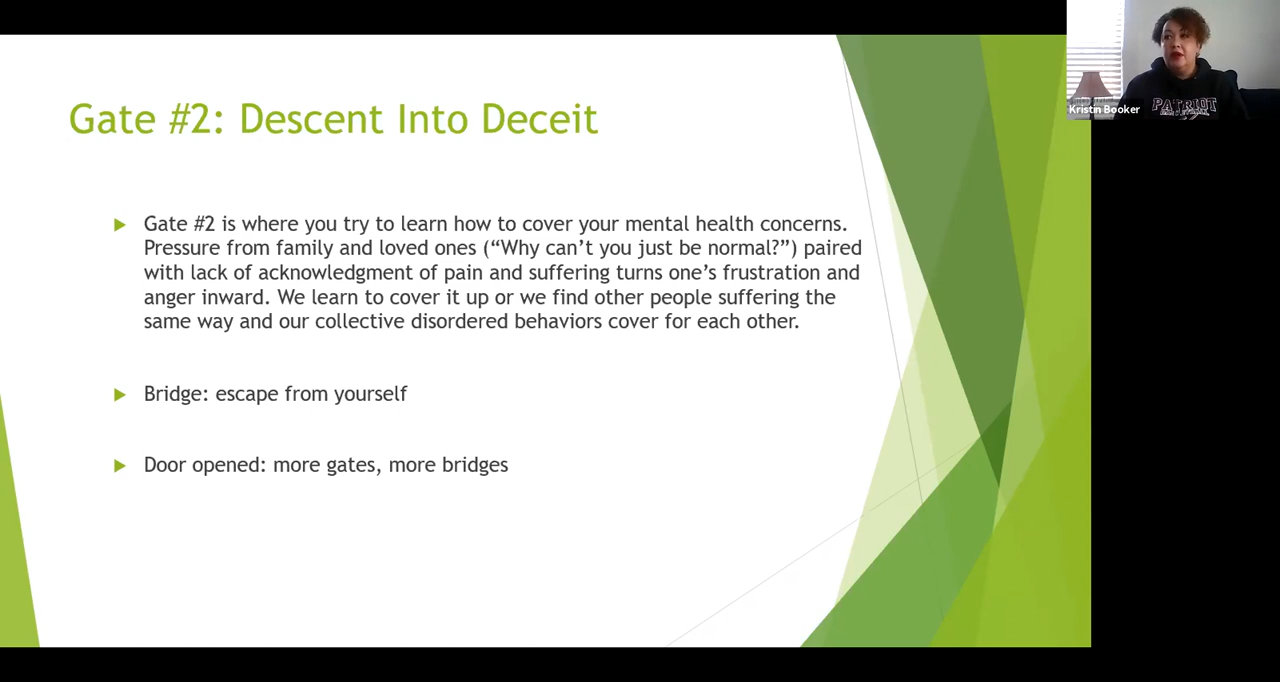 Gate #2: Descent Into Deceit
Gate #2 is where you try to learn how to cover your mental health concerns.
Pressure from family and loved ones (“Why can’t you just be normal?”) paired
with lack of acknowledgment of pain and suffering turns one’s frustration and
anger inward. We learn to cover it up or we find other people suffering the
same way and our collective disordered behaviors cover for each other.
Bridge: escape from yourself
Door opened: more gates, more bridges
PATRIOT
Kristin Booker